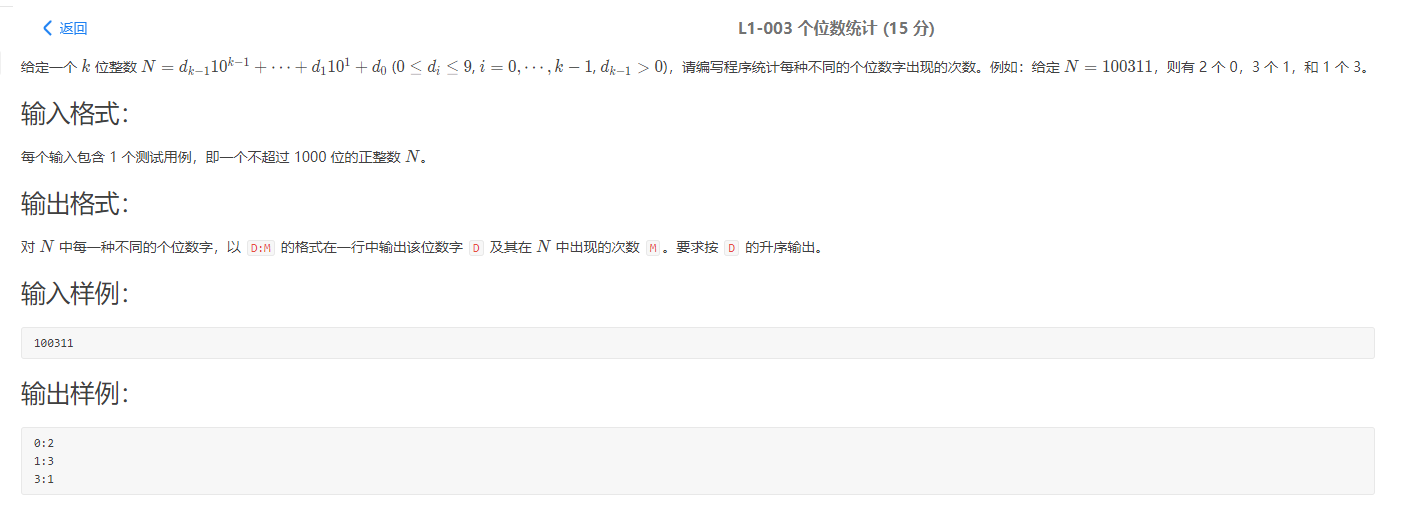 返回
L1-003 个位数统计 (15 分)
给定一个 k 位整数 N = d_{k−1}10^{k−1} + ⋯ + d_1 10^1 + d_0 (0 ≤ d_i ≤ 9, i = 0, ⋯, k − 1, d_{k−1} > 0)，请编写程序统计每种不同的个位数字出现的次数。例如：给定 N = 100311，则有 2 个 0，3 个 1，和 1 个 3。
输入格式：
每个输入包含 1 个测试用例，即一个不超过 1000 位的正整数 N。
输出格式：
对 N 中每一种不同的个位数字，以 D:M 的格式在一行中输出该位数字 D 及其在 N 中出现的次数 M。要求按 D 的升序输出。
输入样例：
100311
输出样例：
0:2
1:3
3:1